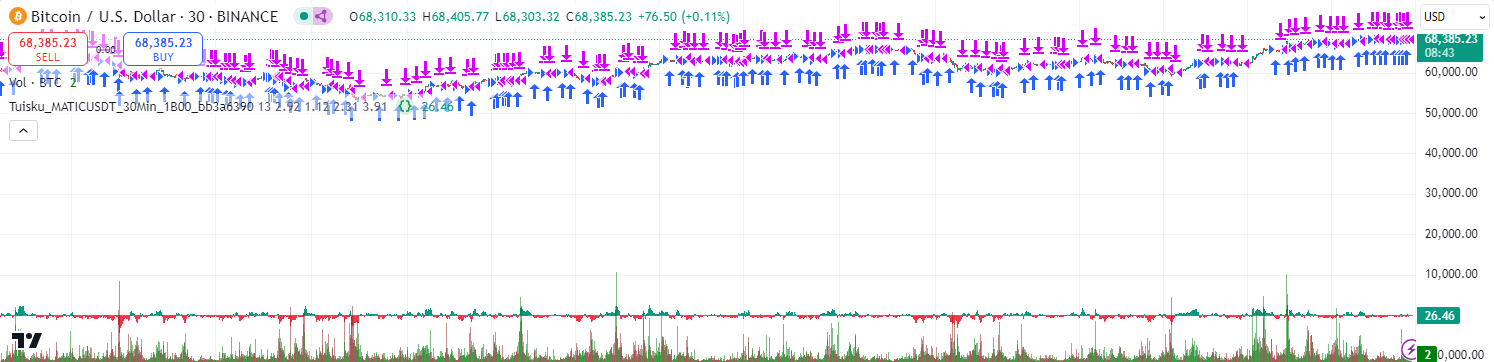 Bitcoin / U.S. Dollar · 30 · BINANCE O68,310.33 H68,405.77 L68,303.32 C68,385.23 +76.50 (+0.11%)
USD
68,385.23
SELL
0.00
68,385.23
BUY
68,385.23
08:43
Vol · BTC 2
60,000.00
Tuisku_MATICUSDT_30Min_1B00_bb3a6390 13 2.92 1.12 2.31 3.91 {} 26.46
50,000.00
40,000.00
30,000.00
20,000.00
10,000.00
26.46
2
0,000.00